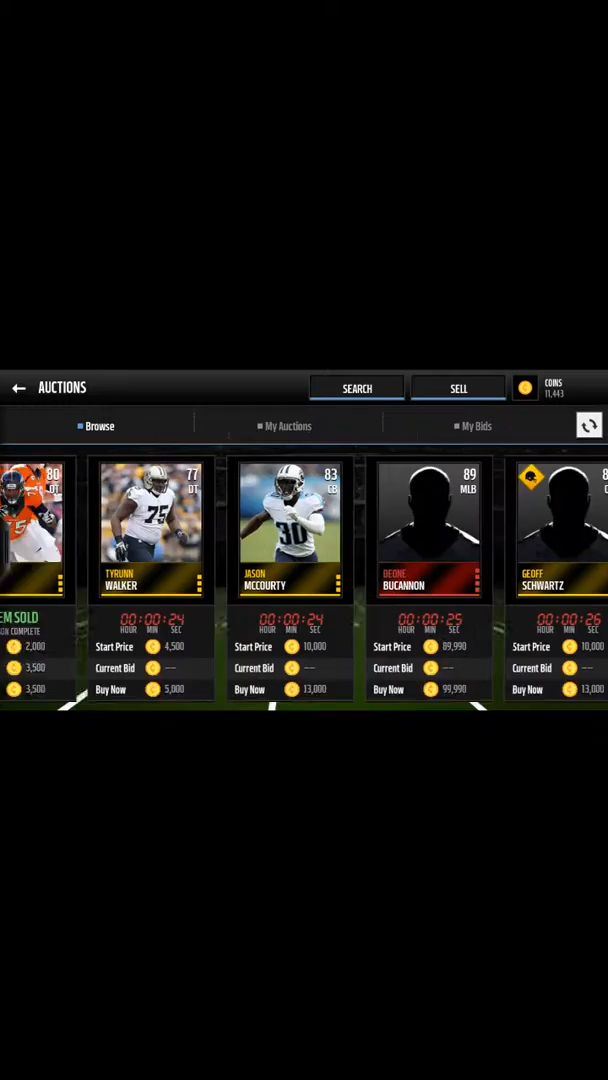 AUCTIONS
SEARCH
SELL
COINS
11,443
Browse
My Auctions
My Bids
80
DT
EM SOLD
ON COMPLETE
2,000
3,500
3,500
77
DT
75
TYRUNN
WALKER
00:00:24
HOUR MIN SEC
Start Price 4,500
Current Bid ---
Buy Now 5,000
83
CB
30
JASON
MCCOURTY
00:00:24
HOUR MIN SEC
Start Price 10,000
Current Bid ---
Buy Now 13,000
89
MLB
DEONE
BUCANNON
00:00:25
HOUR MIN SEC
Start Price 89,990
Current Bid ---
Buy Now 99,990
8
GEOFF
SCHWARTZ
00:00:26
HOUR MIN SEC
Start Price 10,000
Current Bid ---
Buy Now 13,000